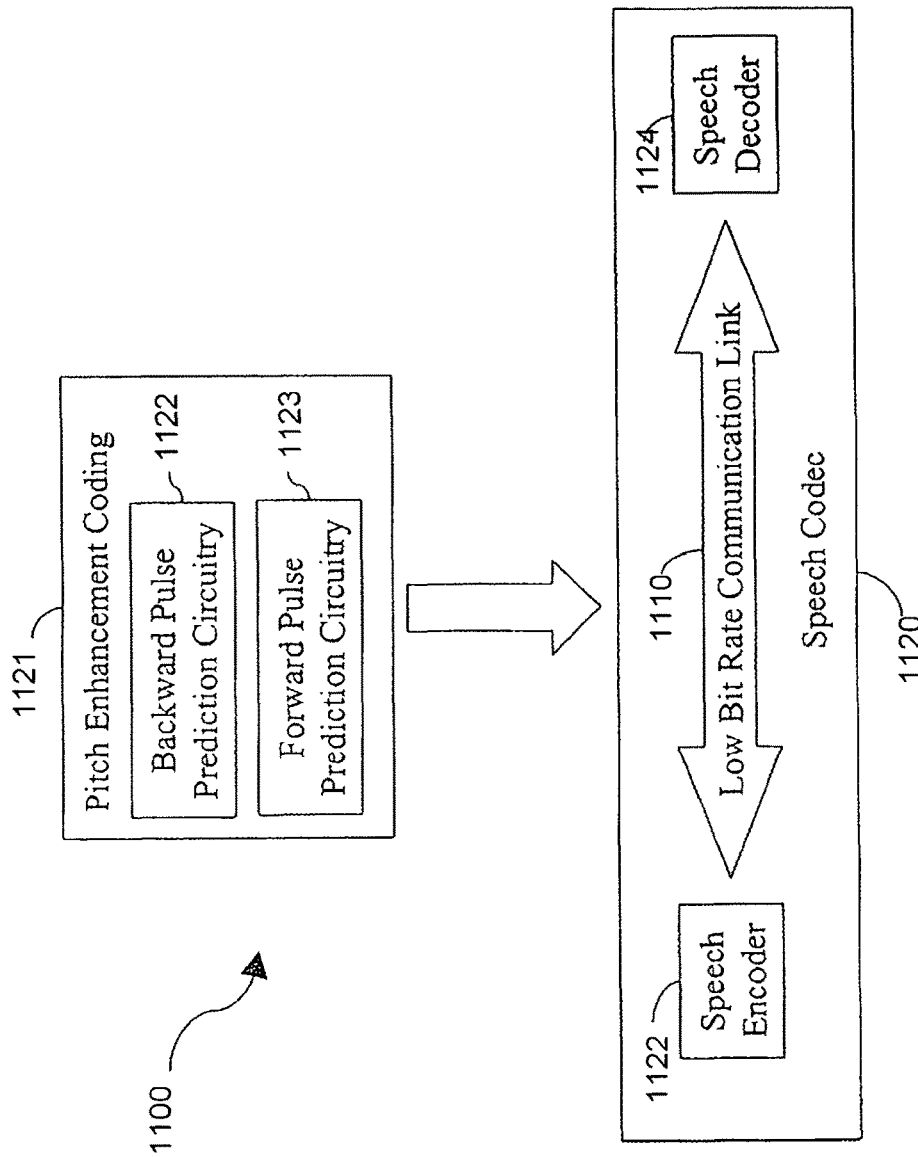 1100
1121
Pitch Enhancement Coding
Backward Pulse
Prediction Circuitry
1122
Forward Pulse
Prediction Circuitry
1123
1122
Speech
Encoder
1110
Low Bit Rate Communication Link
1124
Speech
Decoder
Speech Codec
1120